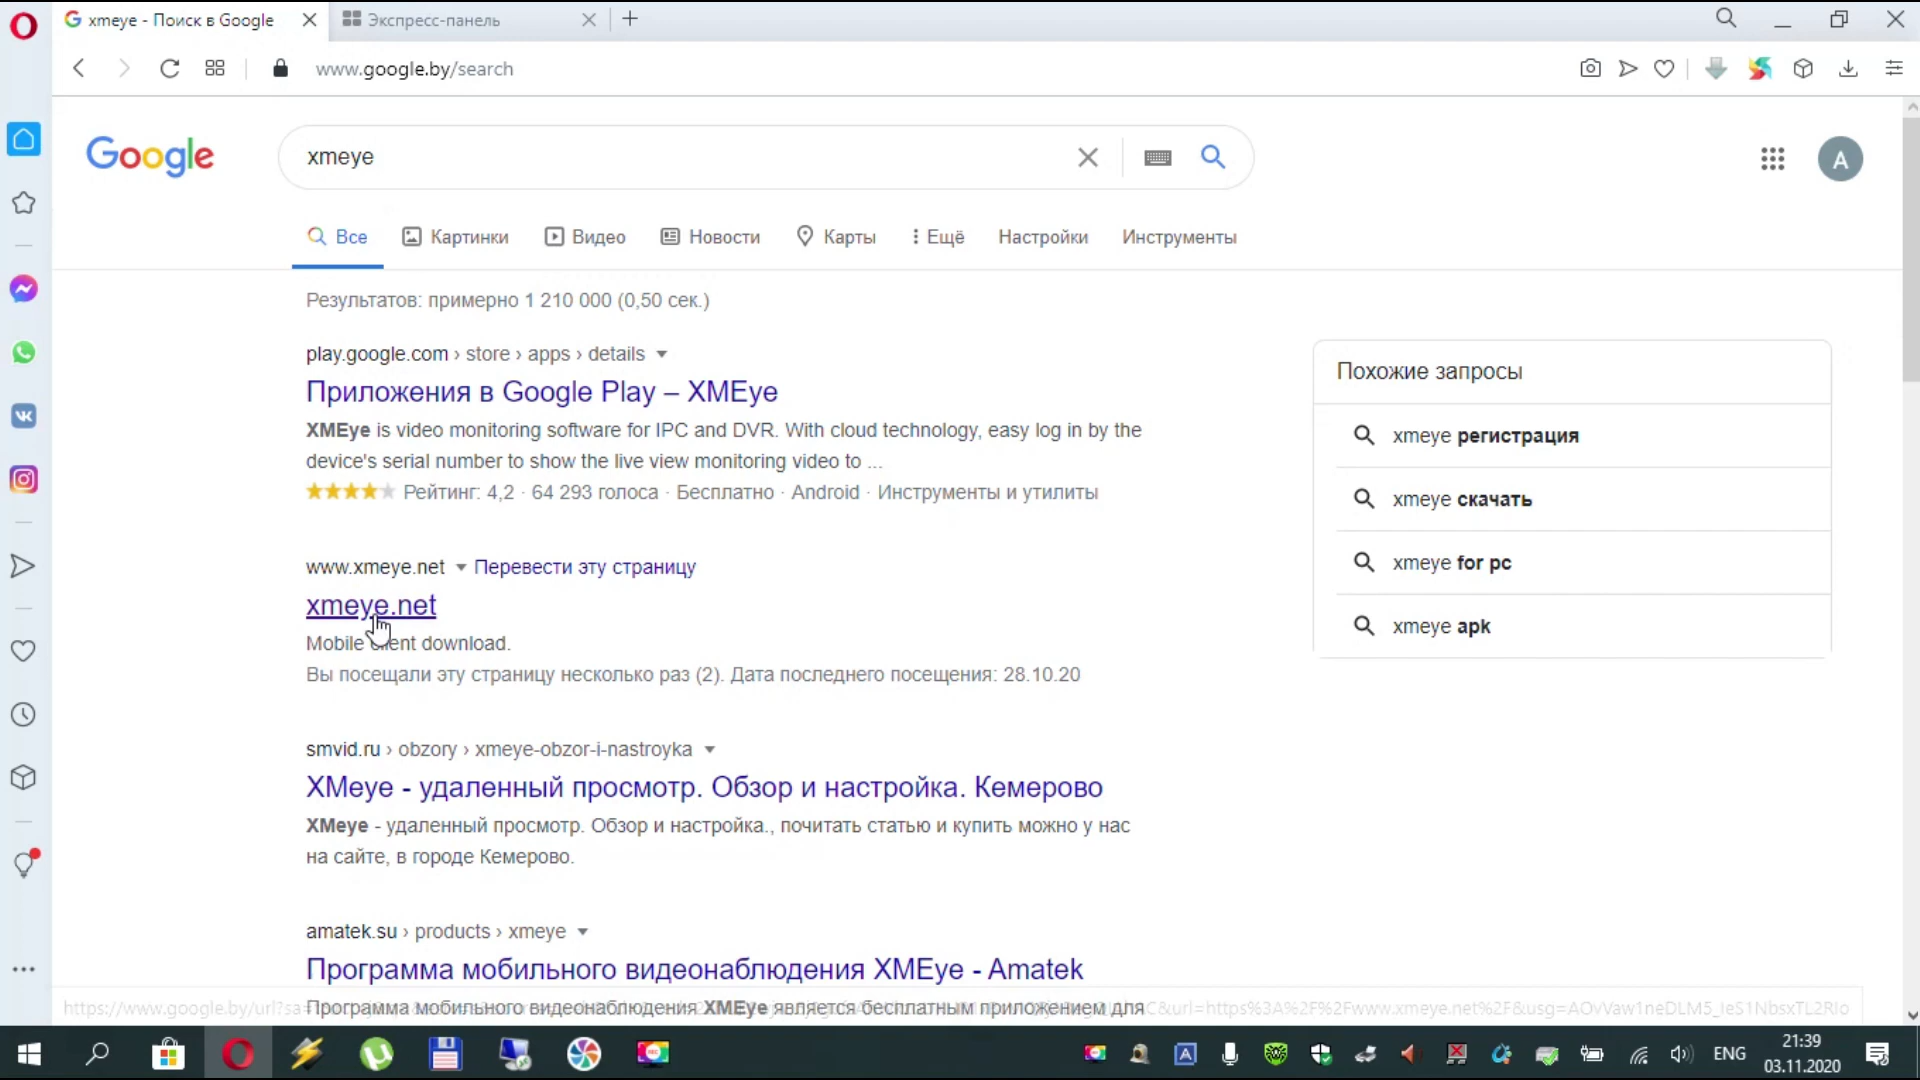 xmeye - Поиск в Google
Экспресс-панель
www.google.by/search
Google
xmeye
A
Все
Картинки
Видео
Новости
Карты
Ещё
Настройки
Инструменты
Результатов: примерно 1 210 000 (0,50 сек.)
play.google.com › store › apps › details
Приложения в Google Play – XMEye
XMEye is video monitoring software for IPC and DVR. With cloud technology, easy log in by the
device's serial number to show the live view monitoring video to ...
Рейтинг: 4,2 · 64 293 голоса · Бесплатно · Android · Инструменты и утилиты
www.xmeye.net Перевести эту страницу
xmeye.net
Mobile client download.
Вы посещали эту страницу несколько раз (2). Дата последнего посещения: 28.10.20
smvid.ru › obzory › xmeye-obzor-i-nastroyka
XMeye - удаленный просмотр. Обзор и настройка. Кемерово
XMeye - удаленный просмотр. Обзор и настройка., почитать статью и купить можно у нас
на сайте, в городе Кемерово.
amatek.su › products › xmeye
Программа мобильного видеонаблюдения XMEye - Amatek
Программа мобильного видеонаблюдения XMEye является бесплатным приложением для
Похожие запросы
xmeye регистрация
xmeye скачать
xmeye for pc
xmeye apk
ENG
21:39
03.11.2020